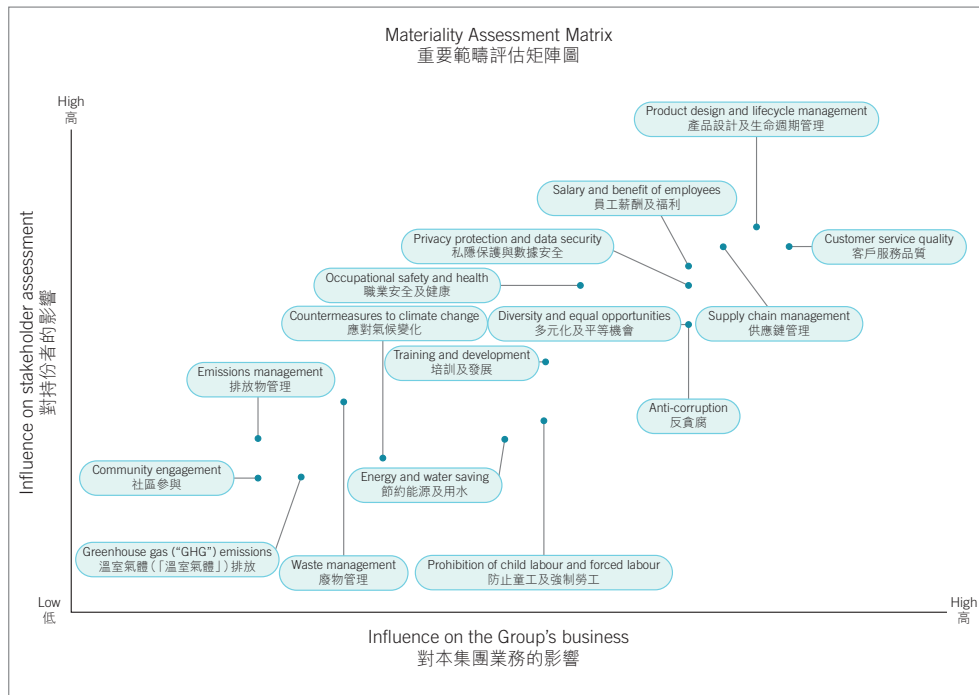 Materiality Assessment Matrix
重要範疇評估矩陣圖
High
高
Product design and lifecycle management
產品設計及生命週期管理
Salary and benefit of employees
員工薪酬及福利
Privacy protection and data security
私隱保護與數據安全
Customer service quality
客戶服務品質
Occupational safety and health
職業安全及健康
Countermeasures to climate change
應對氣候變化
Diversity and equal opportunities
多元化及平等機會
Supply chain management
供應鏈管理
Training and development
培訓及發展
Emissions management
排放物管理
Anti-corruption
反貪腐
Community engagement
社區參與
Energy and water saving
節約能源及用水
Greenhouse gas (“GHG”) emissions
溫室氣體(「溫室氣體」)排放
Waste management
廢物管理
Prohibition of child labour and forced labour
防止童工及強制勞工
Influence on stakeholder assessment
對持份者的影響
Low
低
High
高
Influence on the Group’s business
對本集團業務的影響